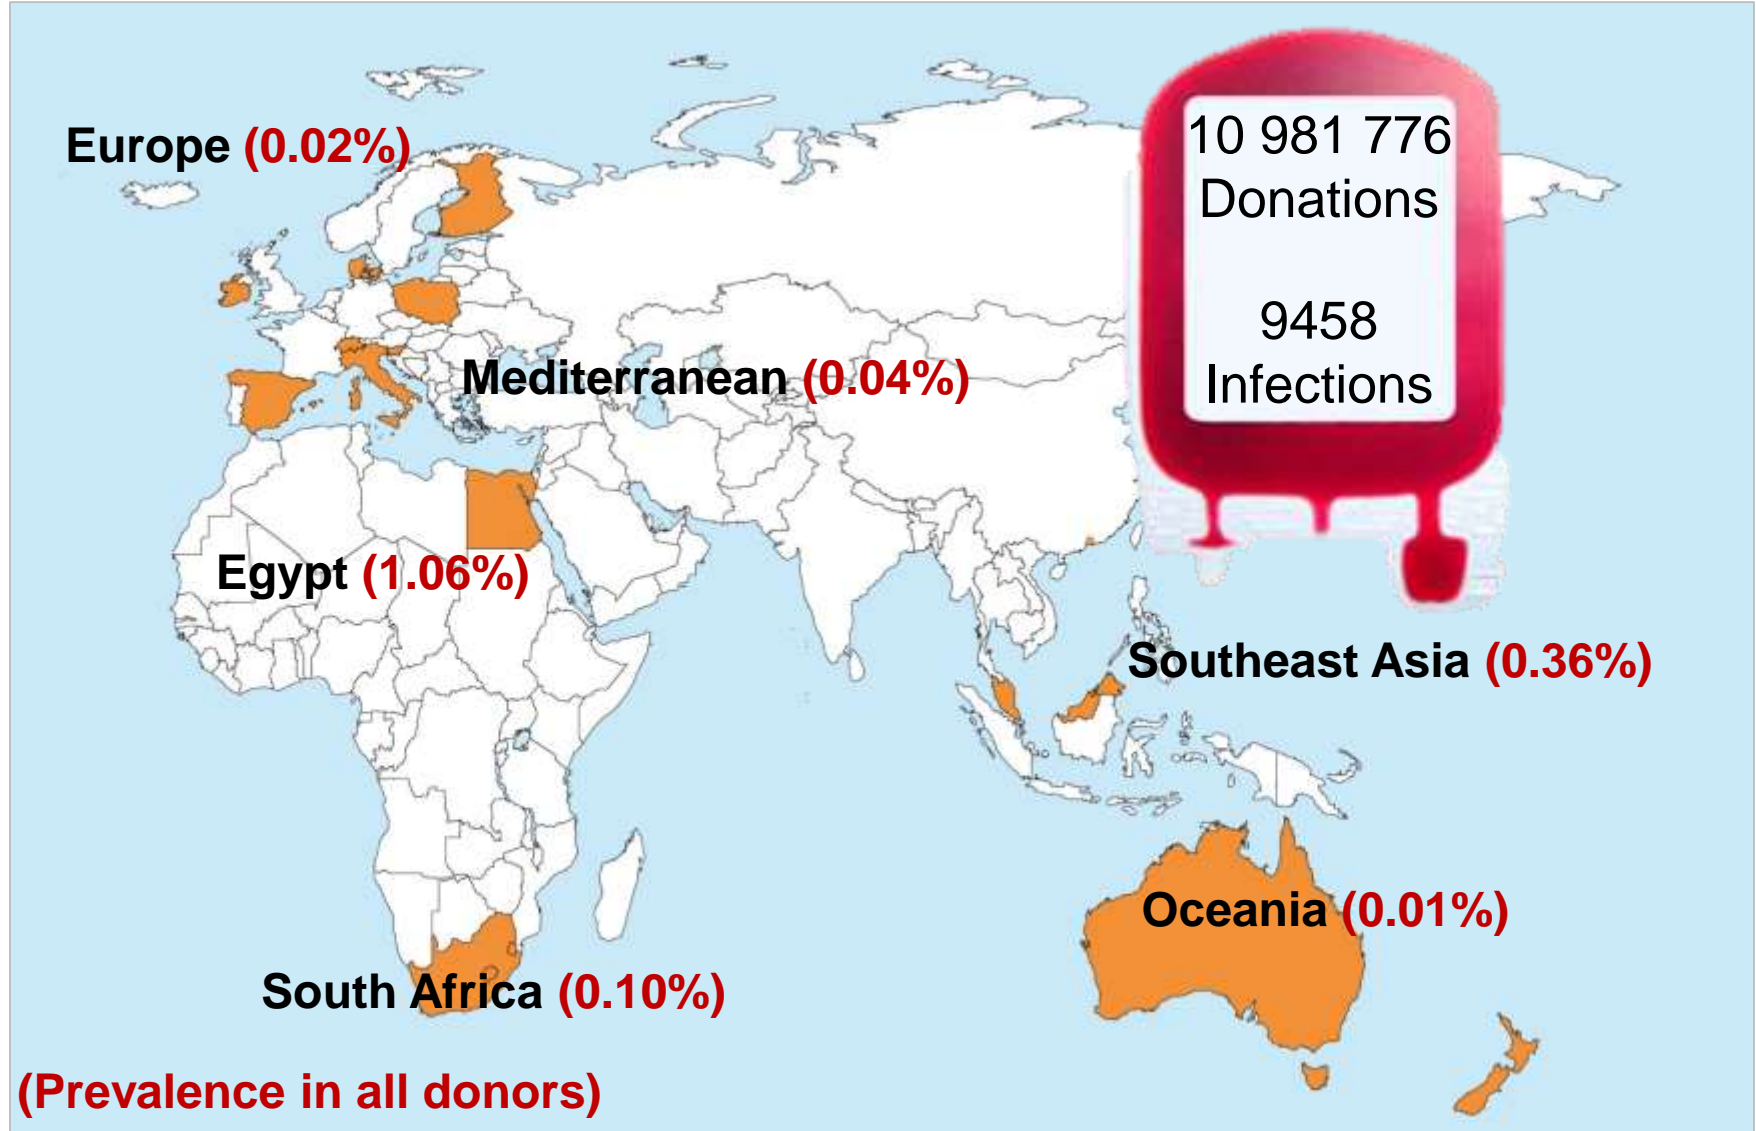 10 981 776
Donations
Europe (0.02%)
9458
Infections
Mediterranean (0.04%)
Egypt (1.06%)
Southeast Asia (0.36%)
Oceania (0.01%)
South Africa (0.10%)
(Prevalence in all donors)